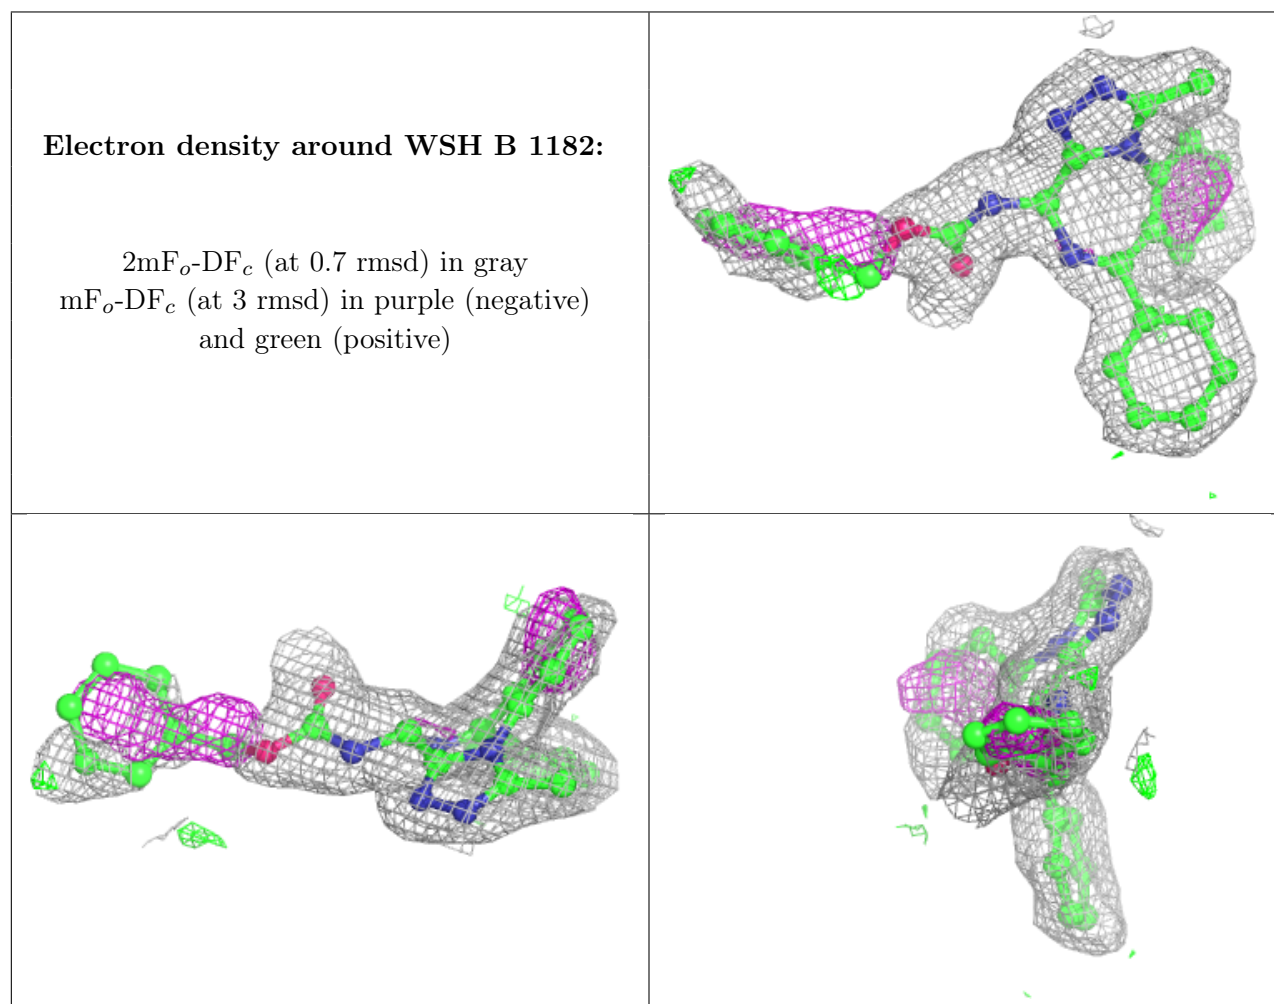 Electron density around WSH B 1182:
2mFo-DFc (at 0.7 rmsd) in gray
mFo-DFc (at 3 rmsd) in purple (negative)
and green (positive)